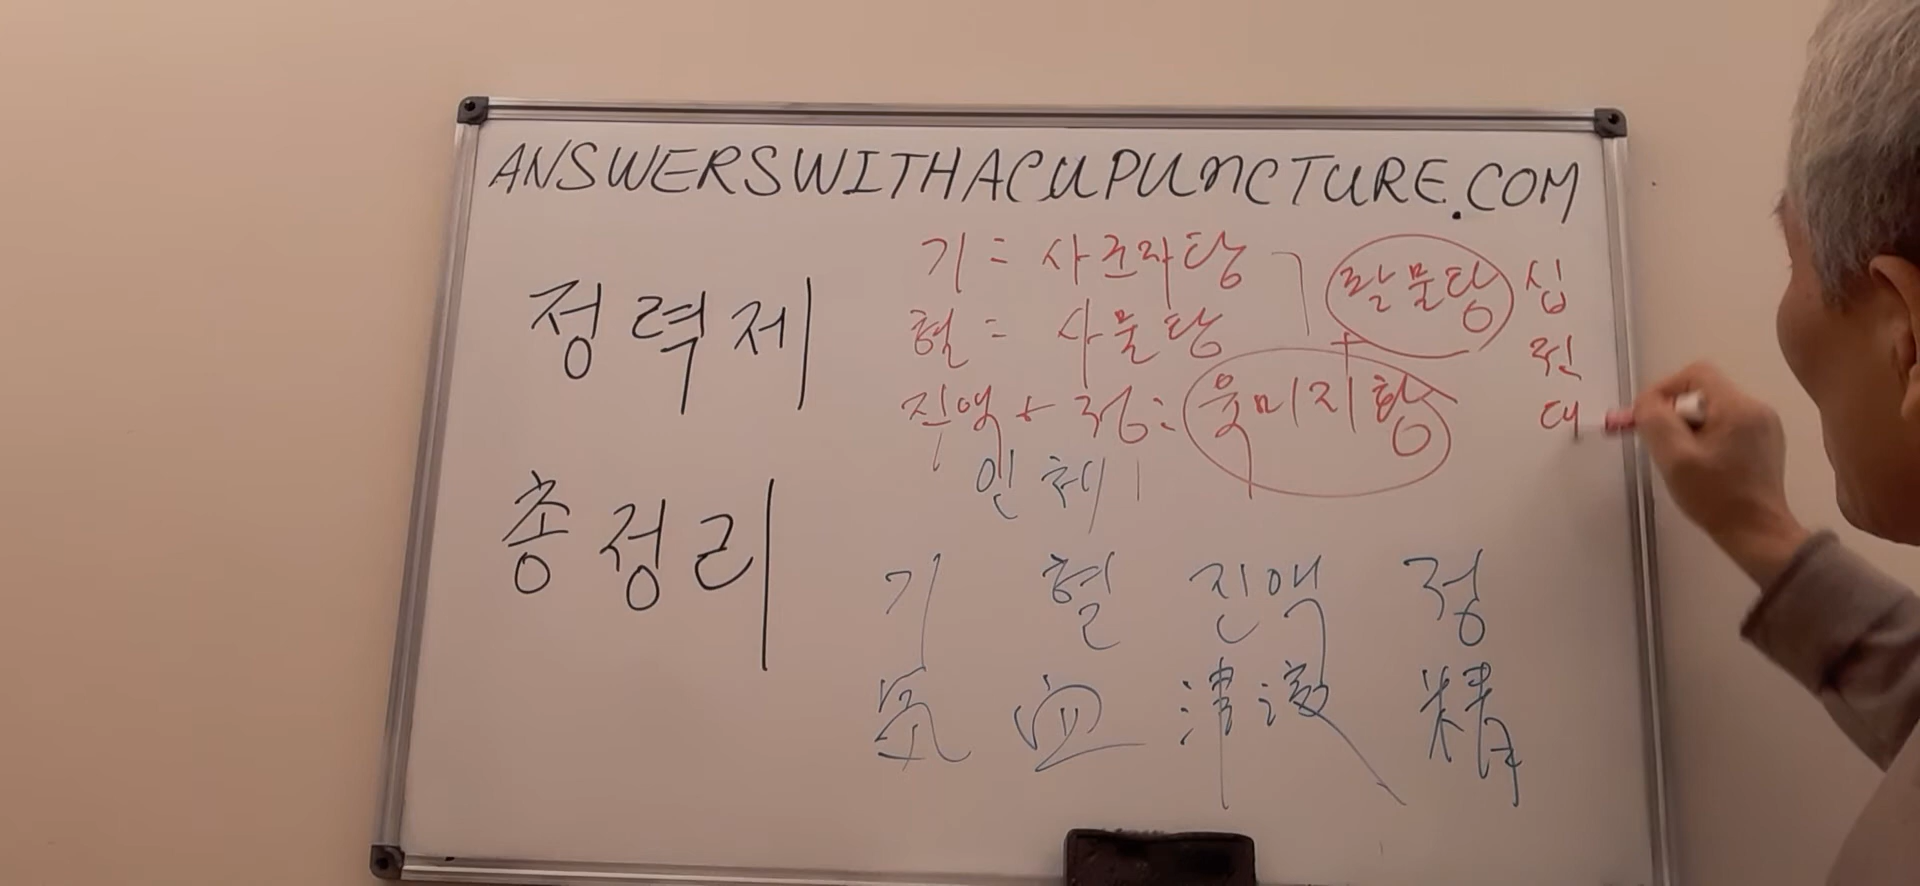 ANSWERSWITHACUPUNCTURE.COM
정력제
총정리
기 = 사군자탕
혈 = 사물탕
진액 + 정 = 육미지황
팔물탕
십
전
대
인체
기 혈 진액 정
氣 血 津液 精